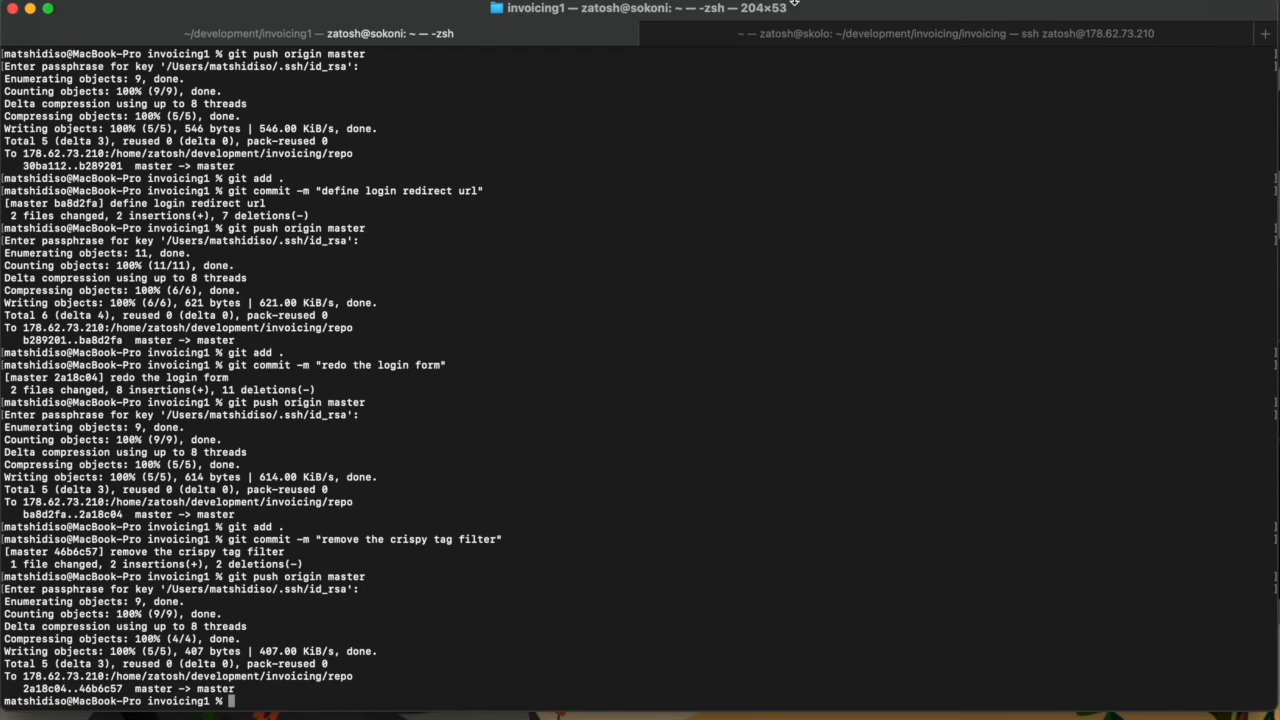 invoicing1 — zatosh@sokoni: ~ — -zsh — 204×53
~/development/invoicing1 — zatosh@sokoni: ~ — -zsh
~ — zatosh@skolo: ~/development/invoicing/invoicing — ssh zatosh@178.62.73.210
+
[matshidiso@MacBook-Pro invoicing1 % git push origin master ]
[Enter passphrase for key '/Users/matshidiso/.ssh/id_rsa': ]
Enumerating objects: 9, done.
Counting objects: 100% (9/9), done.
Delta compression using up to 8 threads
Compressing objects: 100% (5/5), done.
Writing objects: 100% (5/5), 546 bytes | 546.00 KiB/s, done.
Total 5 (delta 3), reused 0 (delta 0), pack-reused 0
To 178.62.73.210:/home/zatosh/development/invoicing/repo
   30ba112..b289201  master -> master
[matshidiso@MacBook-Pro invoicing1 % git add . ]
[matshidiso@MacBook-Pro invoicing1 % git commit -m "define login redirect url" ]
[master ba8d2fa] define login redirect url
 2 files changed, 2 insertions(+), 7 deletions(-)
[matshidiso@MacBook-Pro invoicing1 % git push origin master ]
[Enter passphrase for key '/Users/matshidiso/.ssh/id_rsa': ]
Enumerating objects: 11, done.
Counting objects: 100% (11/11), done.
Delta compression using up to 8 threads
Compressing objects: 100% (6/6), done.
Writing objects: 100% (6/6), 621 bytes | 621.00 KiB/s, done.
Total 6 (delta 4), reused 0 (delta 0), pack-reused 0
To 178.62.73.210:/home/zatosh/development/invoicing/repo
   b289201..ba8d2fa  master -> master
[matshidiso@MacBook-Pro invoicing1 % git add . ]
[matshidiso@MacBook-Pro invoicing1 % git commit -m "redo the login form" ]
[master 2a18c04] redo the login form
 2 files changed, 8 insertions(+), 11 deletions(-)
[matshidiso@MacBook-Pro invoicing1 % git push origin master ]
[Enter passphrase for key '/Users/matshidiso/.ssh/id_rsa': ]
Enumerating objects: 9, done.
Counting objects: 100% (9/9), done.
Delta compression using up to 8 threads
Compressing objects: 100% (5/5), done.
Writing objects: 100% (5/5), 614 bytes | 614.00 KiB/s, done.
Total 5 (delta 3), reused 0 (delta 0), pack-reused 0
To 178.62.73.210:/home/zatosh/development/invoicing/repo
   ba8d2fa..2a18c04  master -> master
[matshidiso@MacBook-Pro invoicing1 % git add . ]
[matshidiso@MacBook-Pro invoicing1 % git commit -m "remove the crispy tag filter" ]
[master 46b6c57] remove the crispy tag filter
 1 file changed, 2 insertions(+), 2 deletions(-)
[matshidiso@MacBook-Pro invoicing1 % git push origin master ]
[Enter passphrase for key '/Users/matshidiso/.ssh/id_rsa': ]
Enumerating objects: 9, done.
Counting objects: 100% (9/9), done.
Delta compression using up to 8 threads
Compressing objects: 100% (4/4), done.
Writing objects: 100% (5/5), 407 bytes | 407.00 KiB/s, done.
Total 5 (delta 3), reused 0 (delta 0), pack-reused 0
To 178.62.73.210:/home/zatosh/development/invoicing/repo
   2a18c04..46b6c57  master -> master
matshidiso@MacBook-Pro invoicing1 %